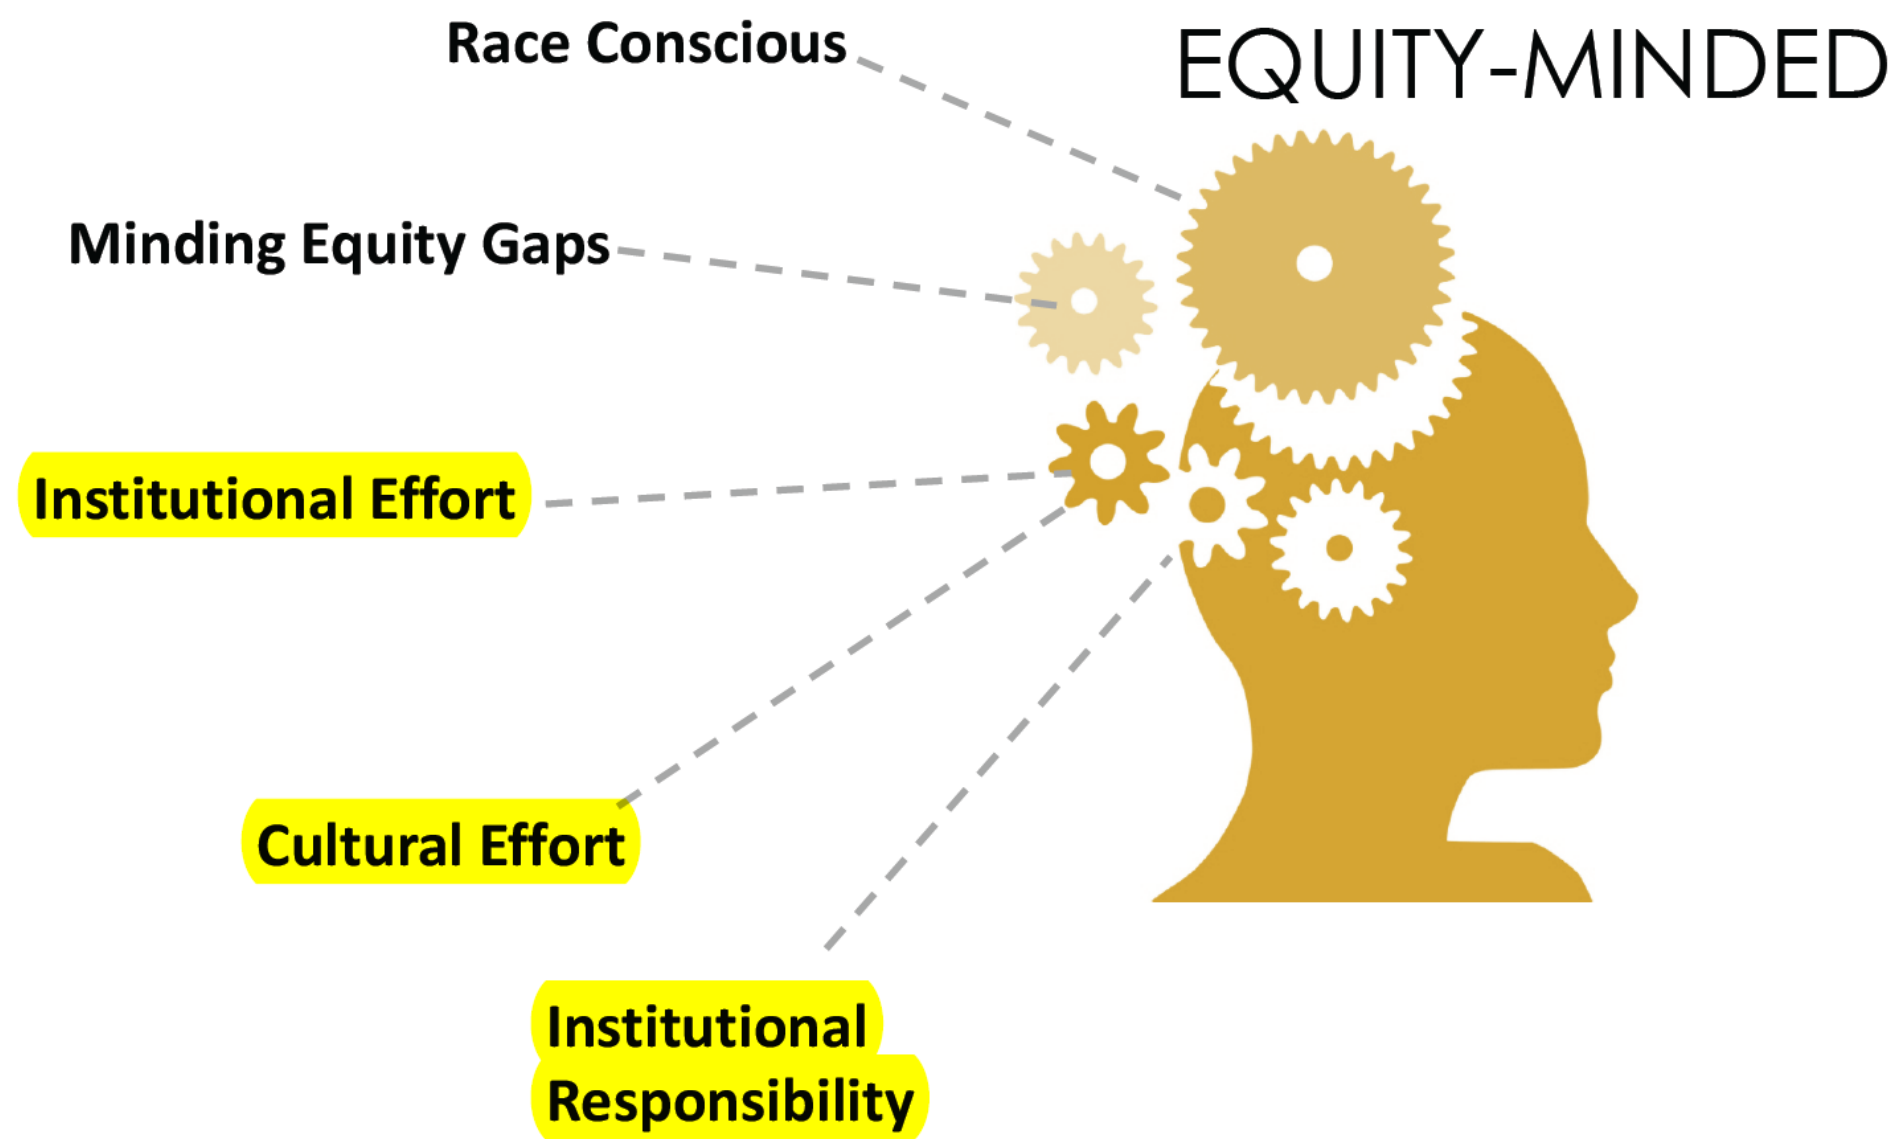 Race Conscious
EQUITY-MINDED
Minding Equity Gaps
Institutional Effort
Cultural Effort
Institutional
Responsibility